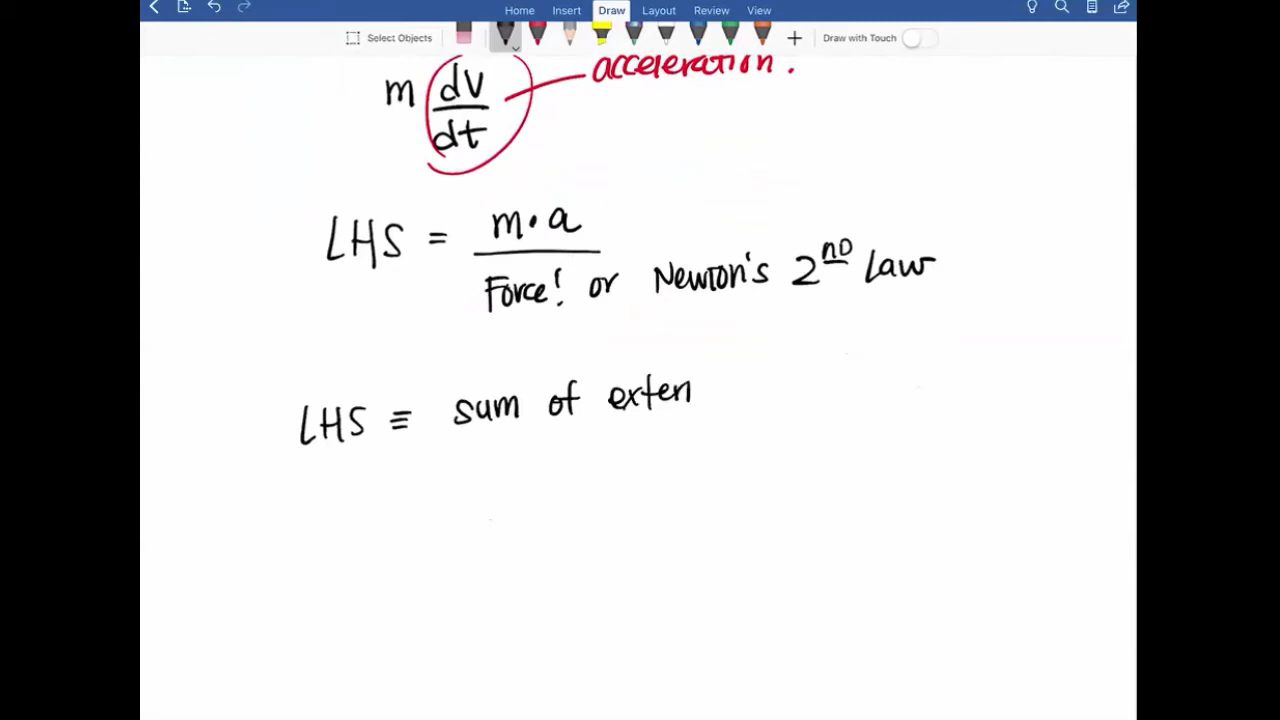 Home Insert Draw Layout Review View
Select Objects Draw with Touch
acceleration.
m dv
dt
LHS = m·a
Force! or Newton's 2nd Law
LHS ≡ sum of exten